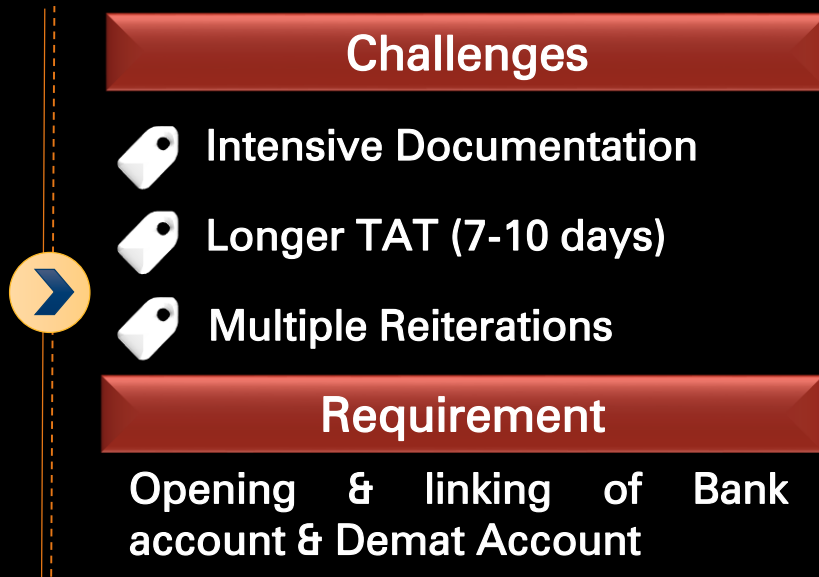 Challenges
Intensive Documentation
Longer TAT (7-10 days)
Multiple Reiterations
Requirement
Opening & linking of Bank
account & Demat Account